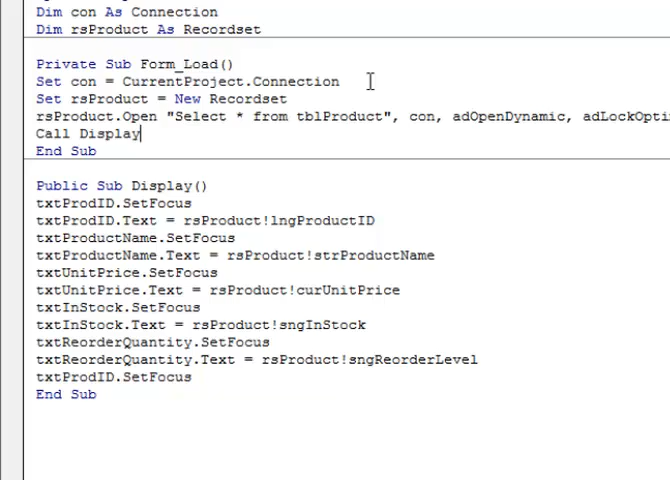 Dim con As Connection
Dim rsProduct As Recordset
Private Sub Form_Load()
Set con = CurrentProject.Connection
Set rsProduct = New Recordset
rsProduct.Open "Select * from tblProduct", con, adOpenDynamic, adLockOpti
Call Display
End Sub
Public Sub Display()
txtProdID.SetFocus
txtProdID.Text = rsProduct!lngProductID
txtProductName.SetFocus
txtProductName.Text = rsProduct!strProductName
txtUnitPrice.SetFocus
txtUnitPrice.Text = rsProduct!curUnitPrice
txtInStock.SetFocus
txtInStock.Text = rsProduct!sngInStock
txtReorderQuantity.SetFocus
txtReorderQuantity.Text = rsProduct!sngReorderLevel
txtProdID.SetFocus
End Sub